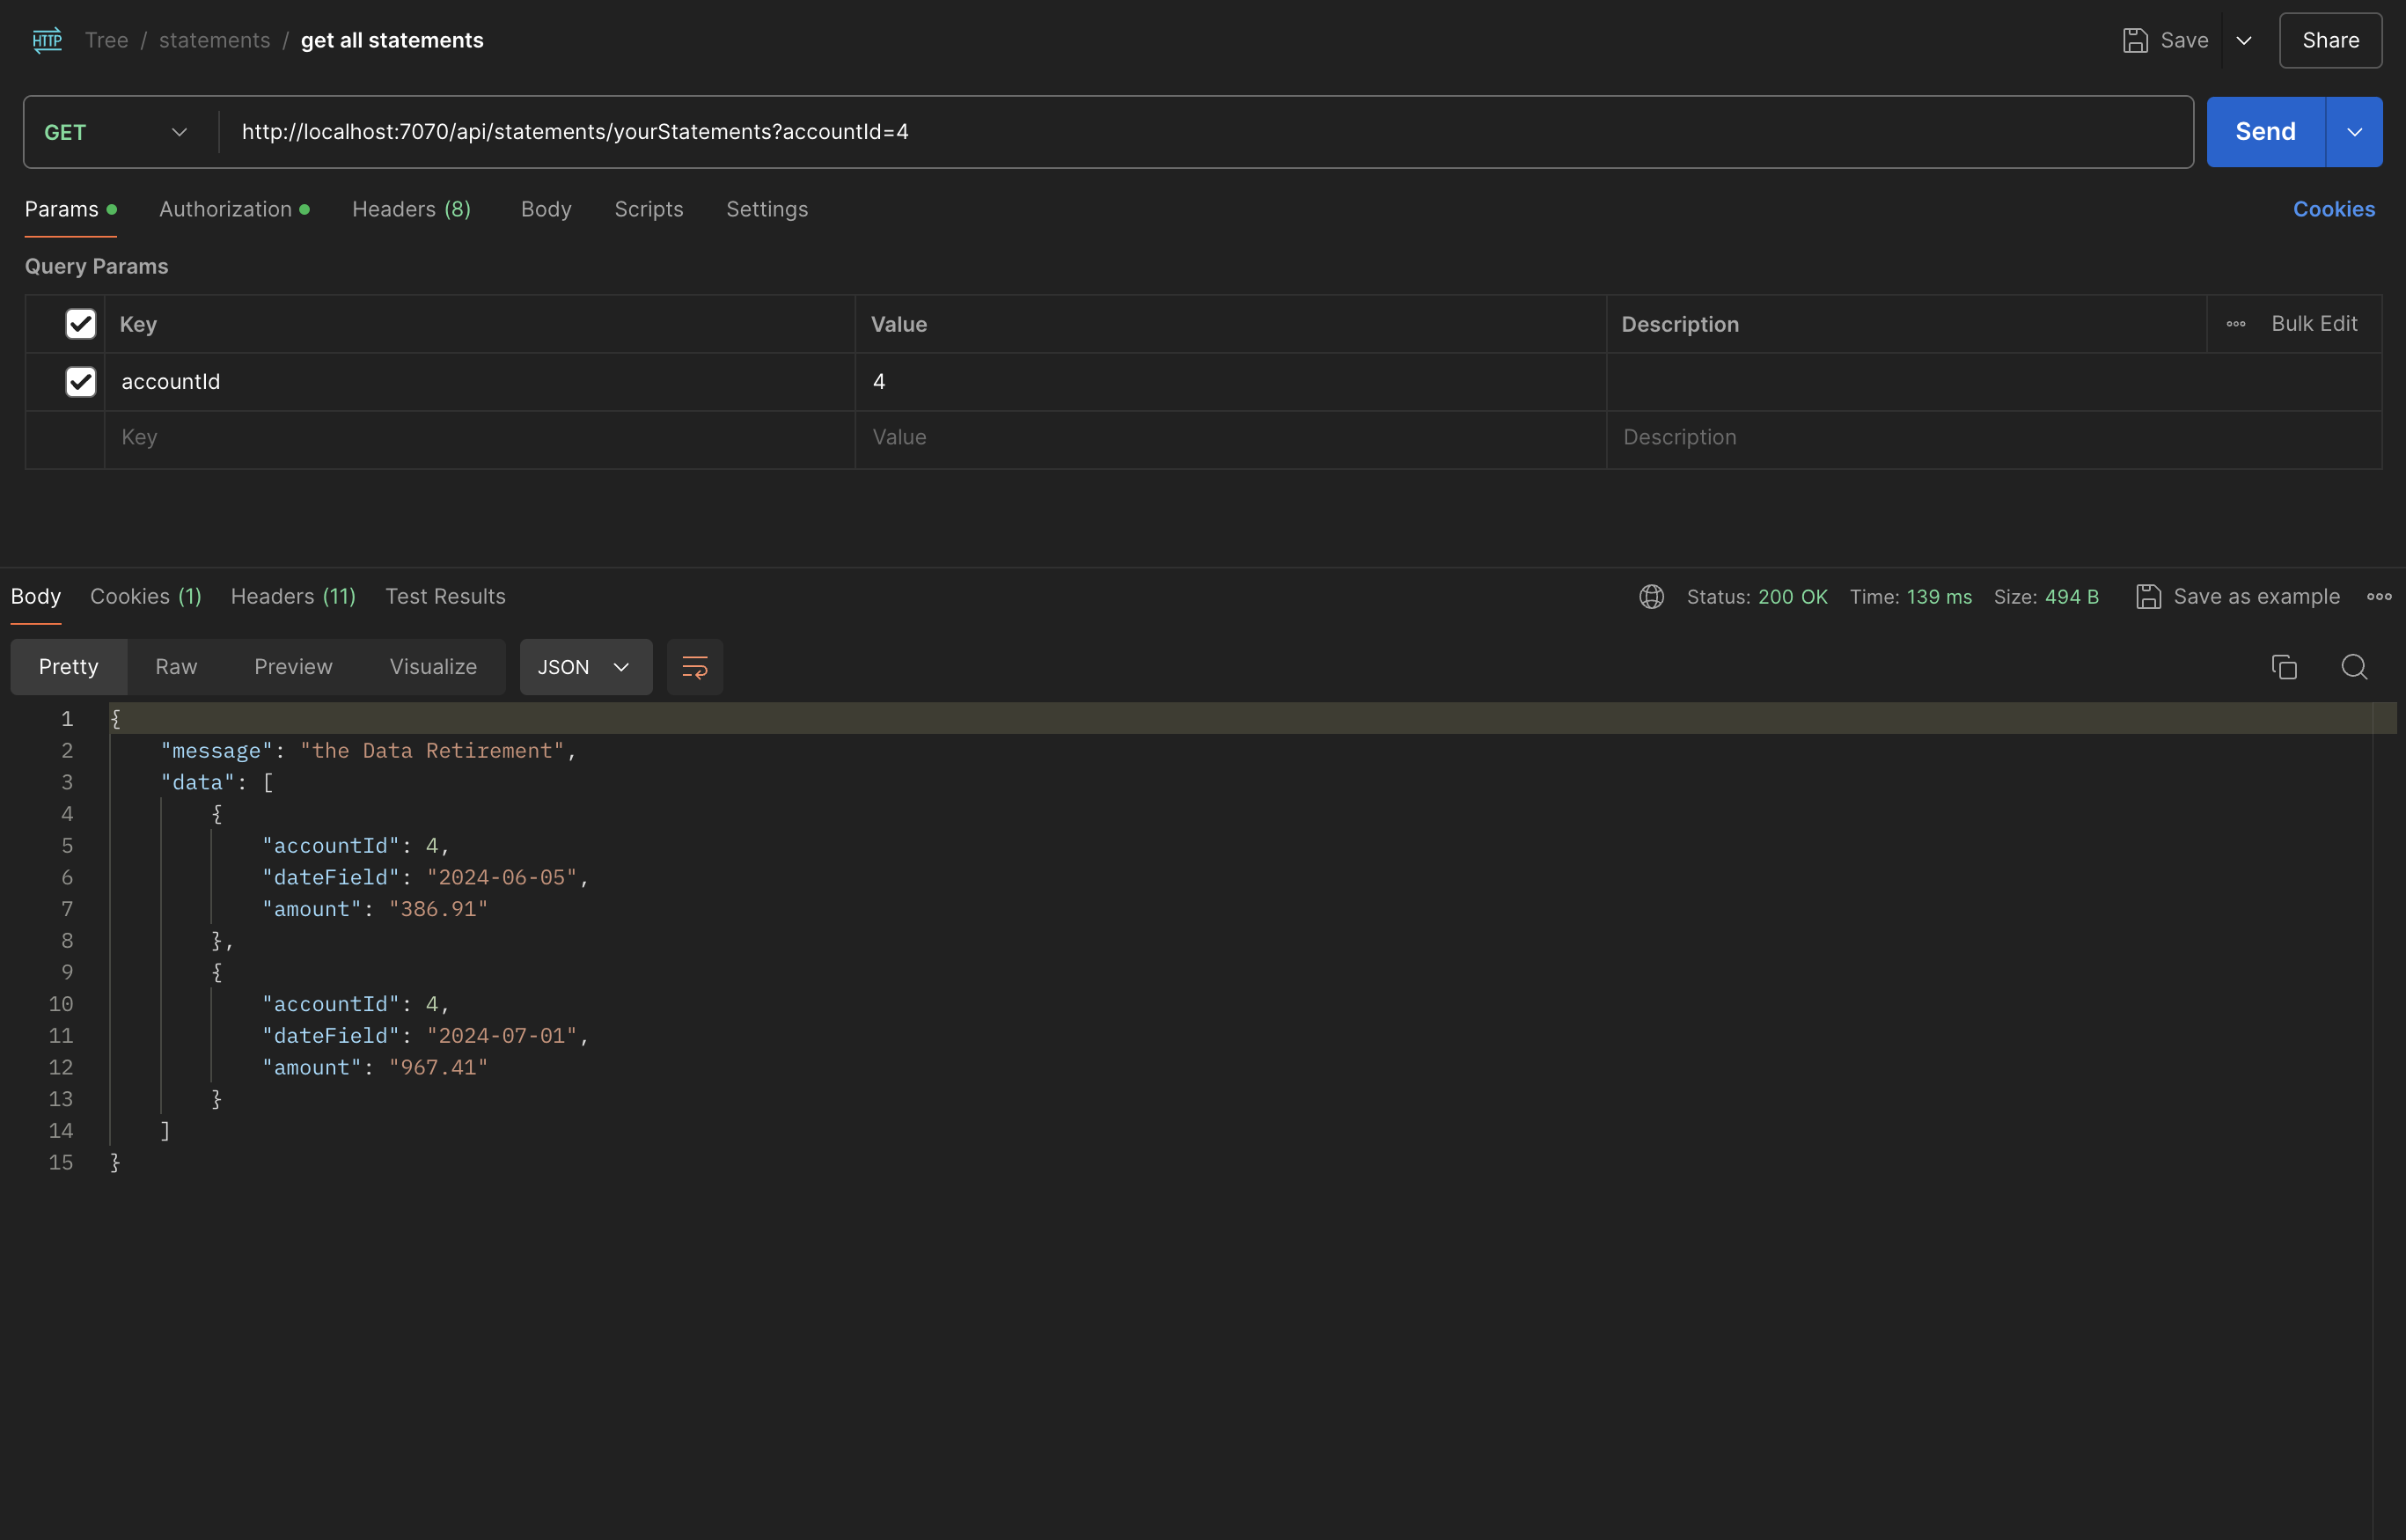 HTTP Tree / statements / get all statements Save Share
GET http://localhost:7070/api/statements/yourStatements?accountId=4 Send
Params Authorization Headers (8) Body Scripts Settings Cookies
Query Params
Key Value Description Bulk Edit
accountId 4
Key Value Description
Body Cookies (1) Headers (11) Test Results Status: 200 OK Time: 139 ms Size: 494 B Save as example
Pretty Raw Preview Visualize JSON
1 {
2 "message": "the Data Retirement",
3 "data": [
4 {
5 "accountId": 4,
6 "dateField": "2024-06-05",
7 "amount": "386.91"
8 },
9 {
10 "accountId": 4,
11 "dateField": "2024-07-01",
12 "amount": "967.41"
13 }
14 ]
15 }